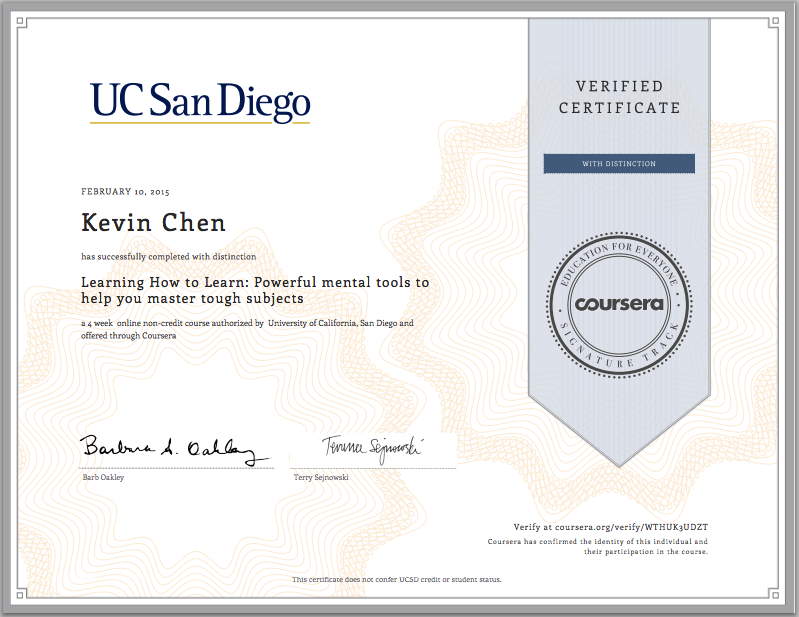 UC San Diego
VERIFIED
CERTIFICATE
WITH DISTINCTION
FEBRUARY 10, 2015
Kevin Chen
has successfully completed with distinction
Learning How to Learn: Powerful mental tools to
help you master tough subjects
a 4 week online non-credit course authorized by University of California, San Diego and
offered through Coursera
EDUCATION FOR EVERYONE
coursera
SIGNATURE TRACK
Barbara A. Oakley
Terrence Sejnowski
Barb Oakley
Terry Sejnowski
Verify at coursera.org/verify/WTHUK3UDZT
Coursera has confirmed the identity of this individual and
their participation in the course.
This certificate does not confer UCSD credit or student status.